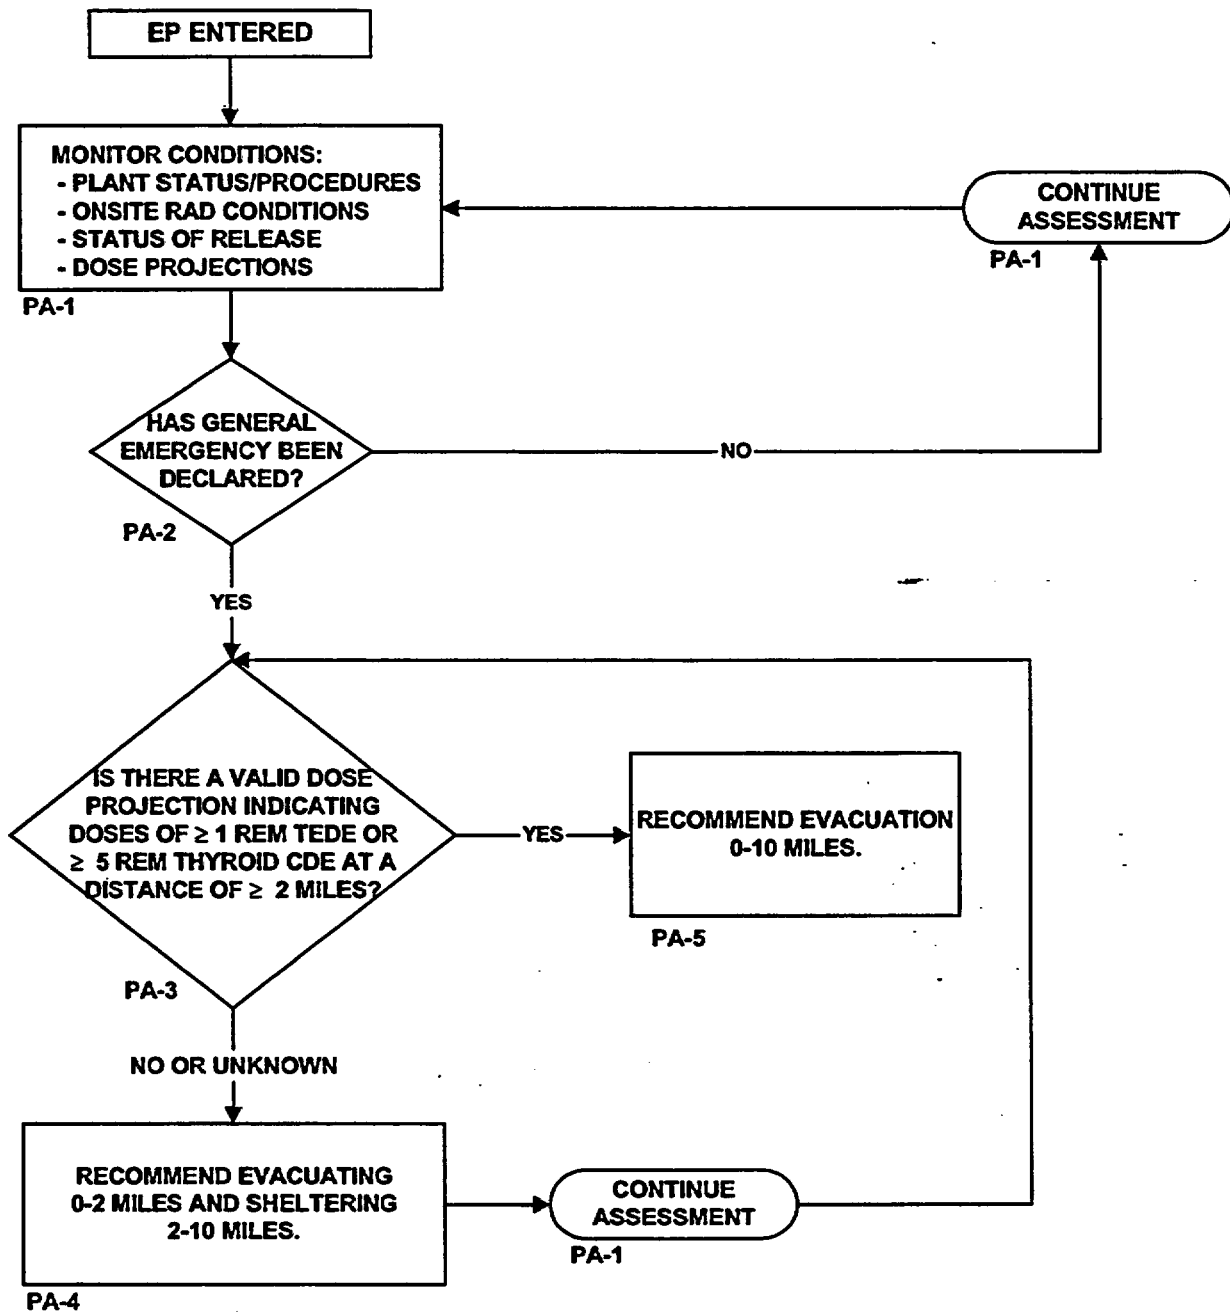 EP ENTERED
MONITOR CONDITIONS:
- PLANT STATUS/PROCEDURES
- ONSITE RAD CONDITIONS
- STATUS OF RELEASE
- DOSE PROJECTIONS
PA-1
CONTINUE
ASSESSMENT
PA-1
HAS GENERAL
EMERGENCY BEEN
DECLARED?
PA-2
NO
YES
IS THERE A VALID DOSE
PROJECTION INDICATING
DOSES OF ≥ 1 REM TEDE OR
≥ 5 REM THYROID CDE AT A
DISTANCE OF ≥ 2 MILES?
PA-3
YES
RECOMMEND EVACUATION
0-10 MILES.
PA-5
NO OR UNKNOWN
RECOMMEND EVACUATING
0-2 MILES AND SHELTERING
2-10 MILES.
PA-4
CONTINUE
ASSESSMENT
PA-1